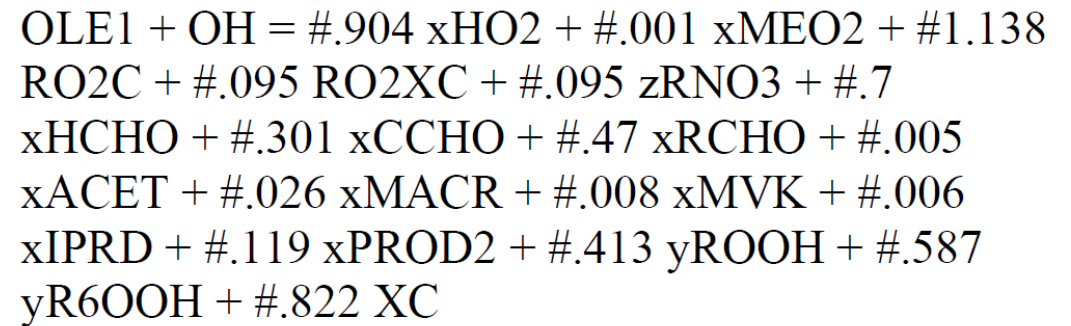 OLE1 + OH = #.904 xHO2 + #.001 xMEO2 + #1.138
RO2C + #.095 RO2XC + #.095 zRNO3 + #.7
xHCHO + #.301 xCCHO + #.47 xRCHO + #.005
xACET + #.026 xMACR + #.008 xMVK + #.006
xIPRD + #.119 xPROD2 + #.413 yROOH + #.587
yR6OOH + #.822 XC